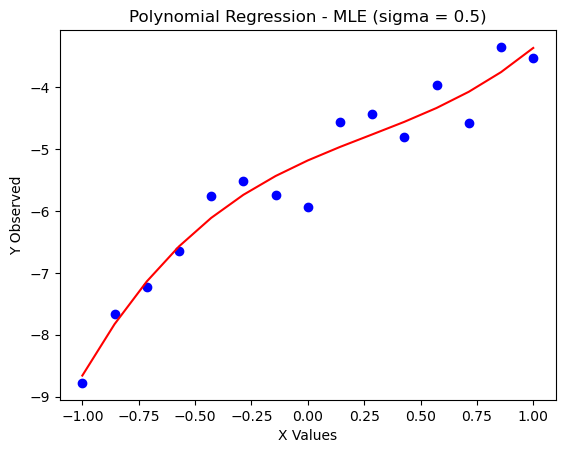 Polynomial Regression - MLE (sigma = 0.5)
−4
−5
−6
−7
−8
−9
Y Observed
−1.00 −0.75 −0.50 −0.25 0.00 0.25 0.50 0.75 1.00
X Values